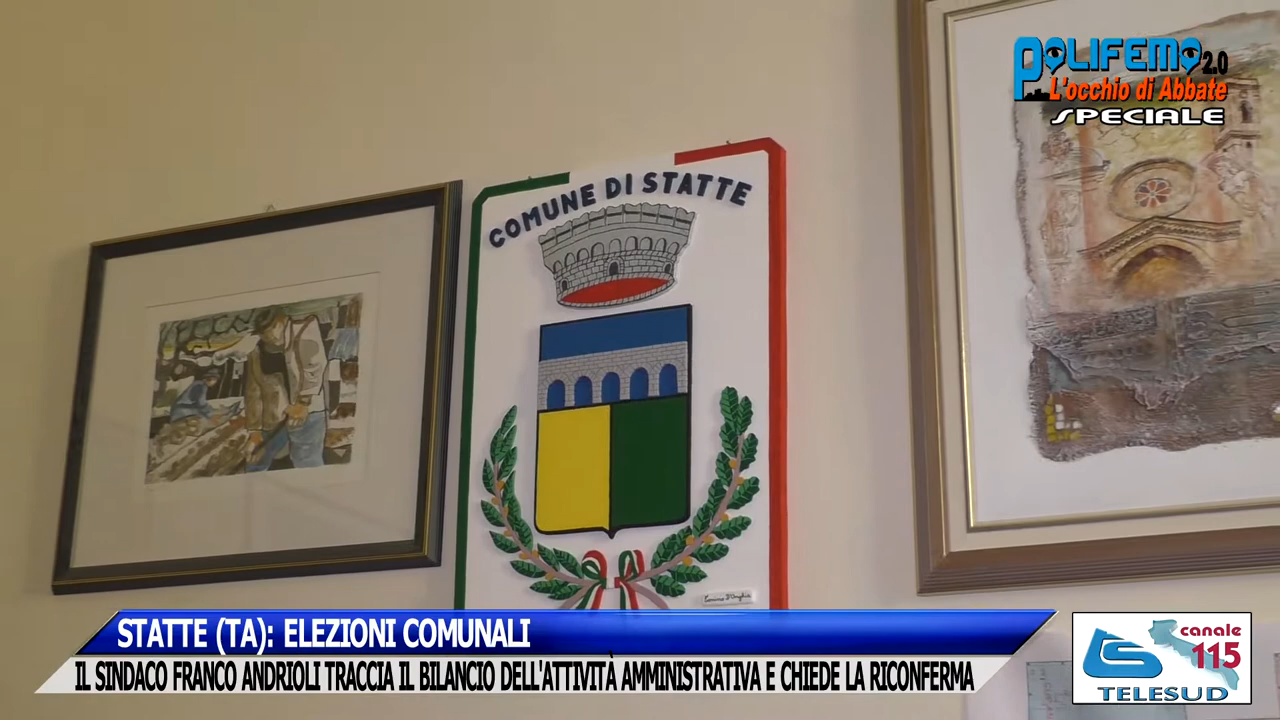 POLIFEMO 2.0
L'occhio di Abbate
SPECIALE
COMUNE DI STATTE
STATTE (TA): ELEZIONI COMUNALI
IL SINDACO FRANCO ANDRIOLI TRACCIA IL BILANCIO DELL'ATTIVITÀ AMMINISTRATIVA E CHIEDE LA RICONFERMA
canale
115
TELESUD